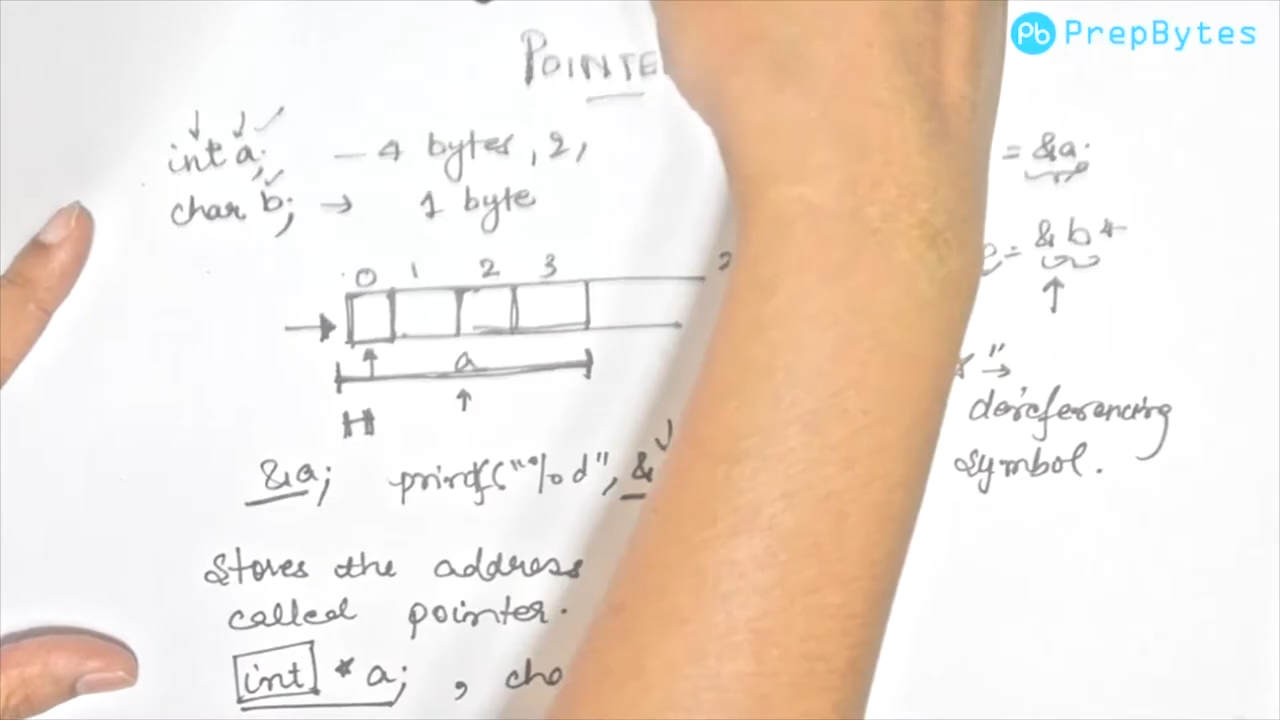 PrepBytes
POINTE
int a; — 4 bytes, 2,
char b; → 1 byte
0 1 2 3
a
&a; printf("%d", &
Stores the address
called pointer.
int * a; , cha
= &a;
= &b
"
dereferencing
symbol.